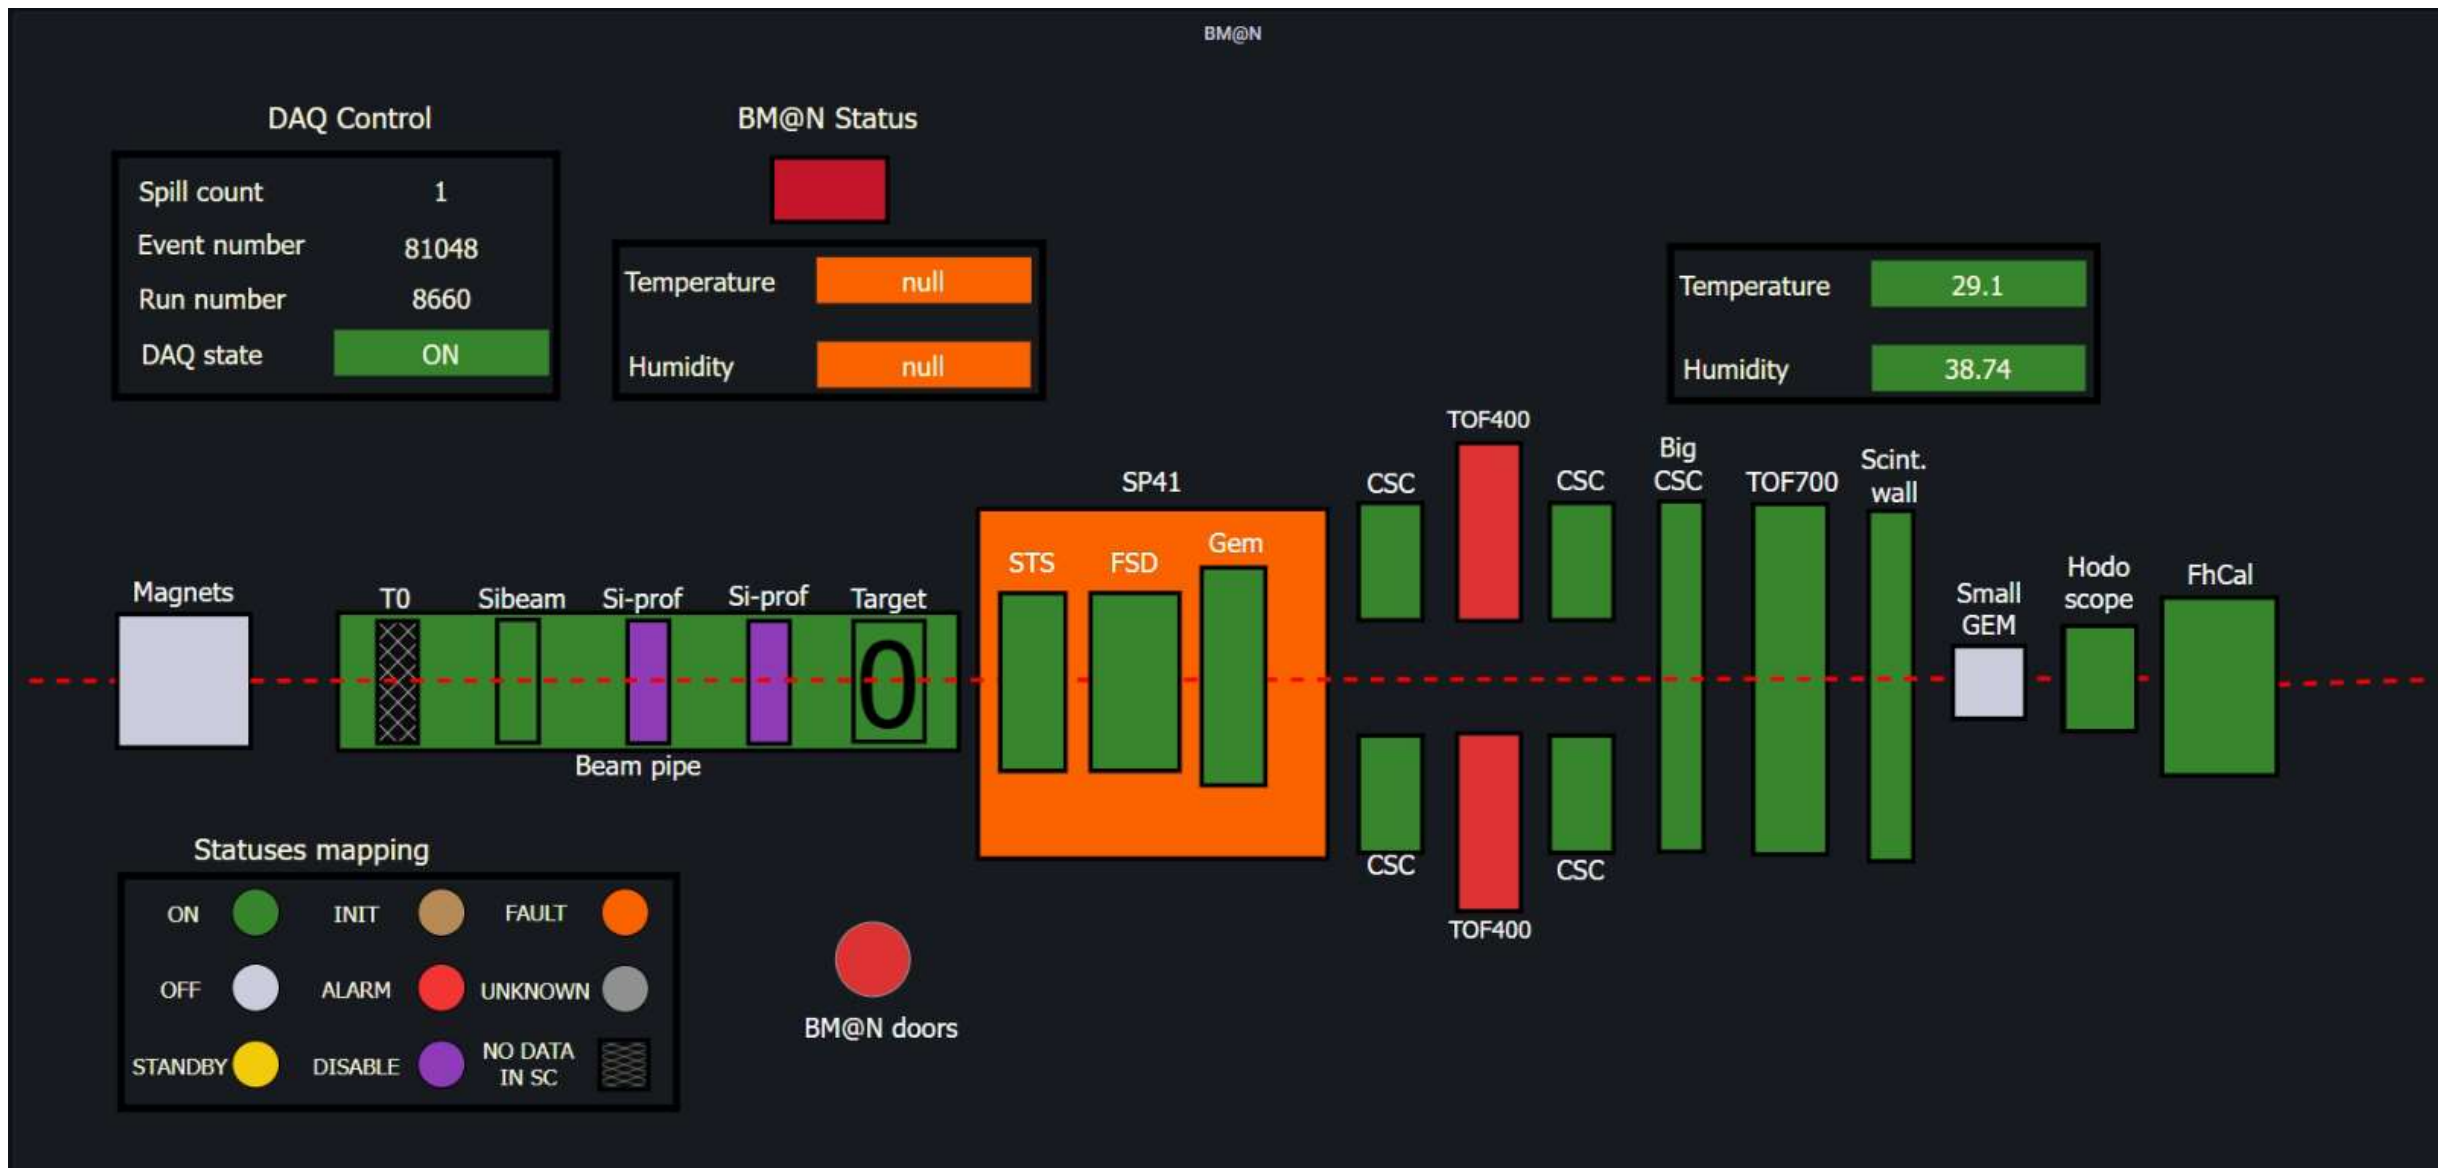 BM@N
DAQ Control
Spill count 1
Event number 81048
Run number 8660
DAQ state ON
BM@N Status
Temperature null
Humidity null
Temperature 29.1
Humidity 38.74
Magnets
T0
Sibeam
Si-prof
Si-prof
Target
0
Beam pipe
SP41
STS
FSD
Gem
CSC
TOF400
CSC
Big
CSC
TOF700
Scint.
wall
Small
GEM
Hodo
scope
FhCal
CSC
TOF400
CSC
Statuses mapping
ON INIT FAULT
OFF ALARM UNKNOWN
STANDBY DISABLE NO DATA
IN SC
BM@N doors